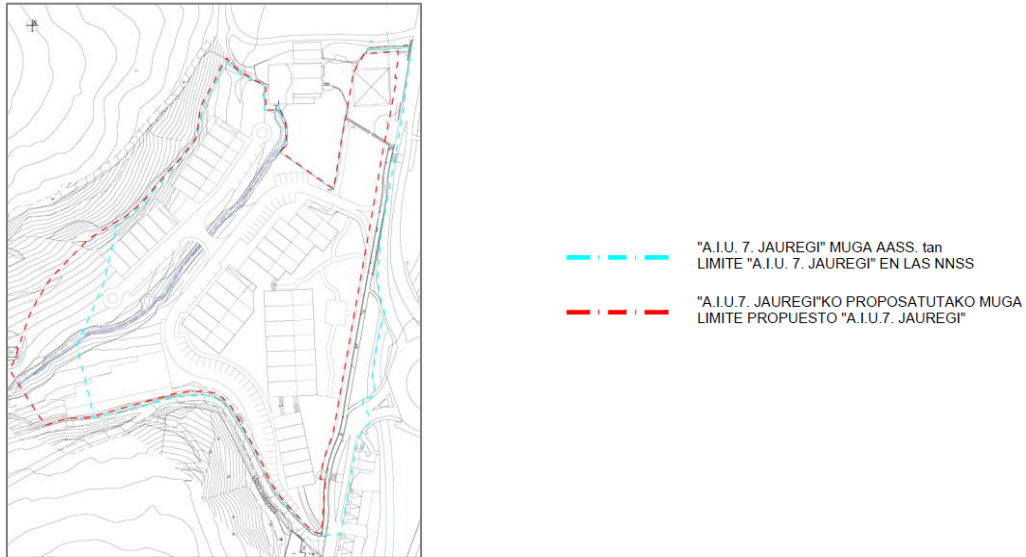 "A.I.U. 7. JAUREGI" MUGA AASS. tan
LIMITE "A.I.U. 7. JAUREGI" EN LAS NNSS
"A.I.U.7. JAUREGI"KO PROPOSATUTAKO MUGA
LIMITE PROPUESTO "A.I.U.7. JAUREGI"